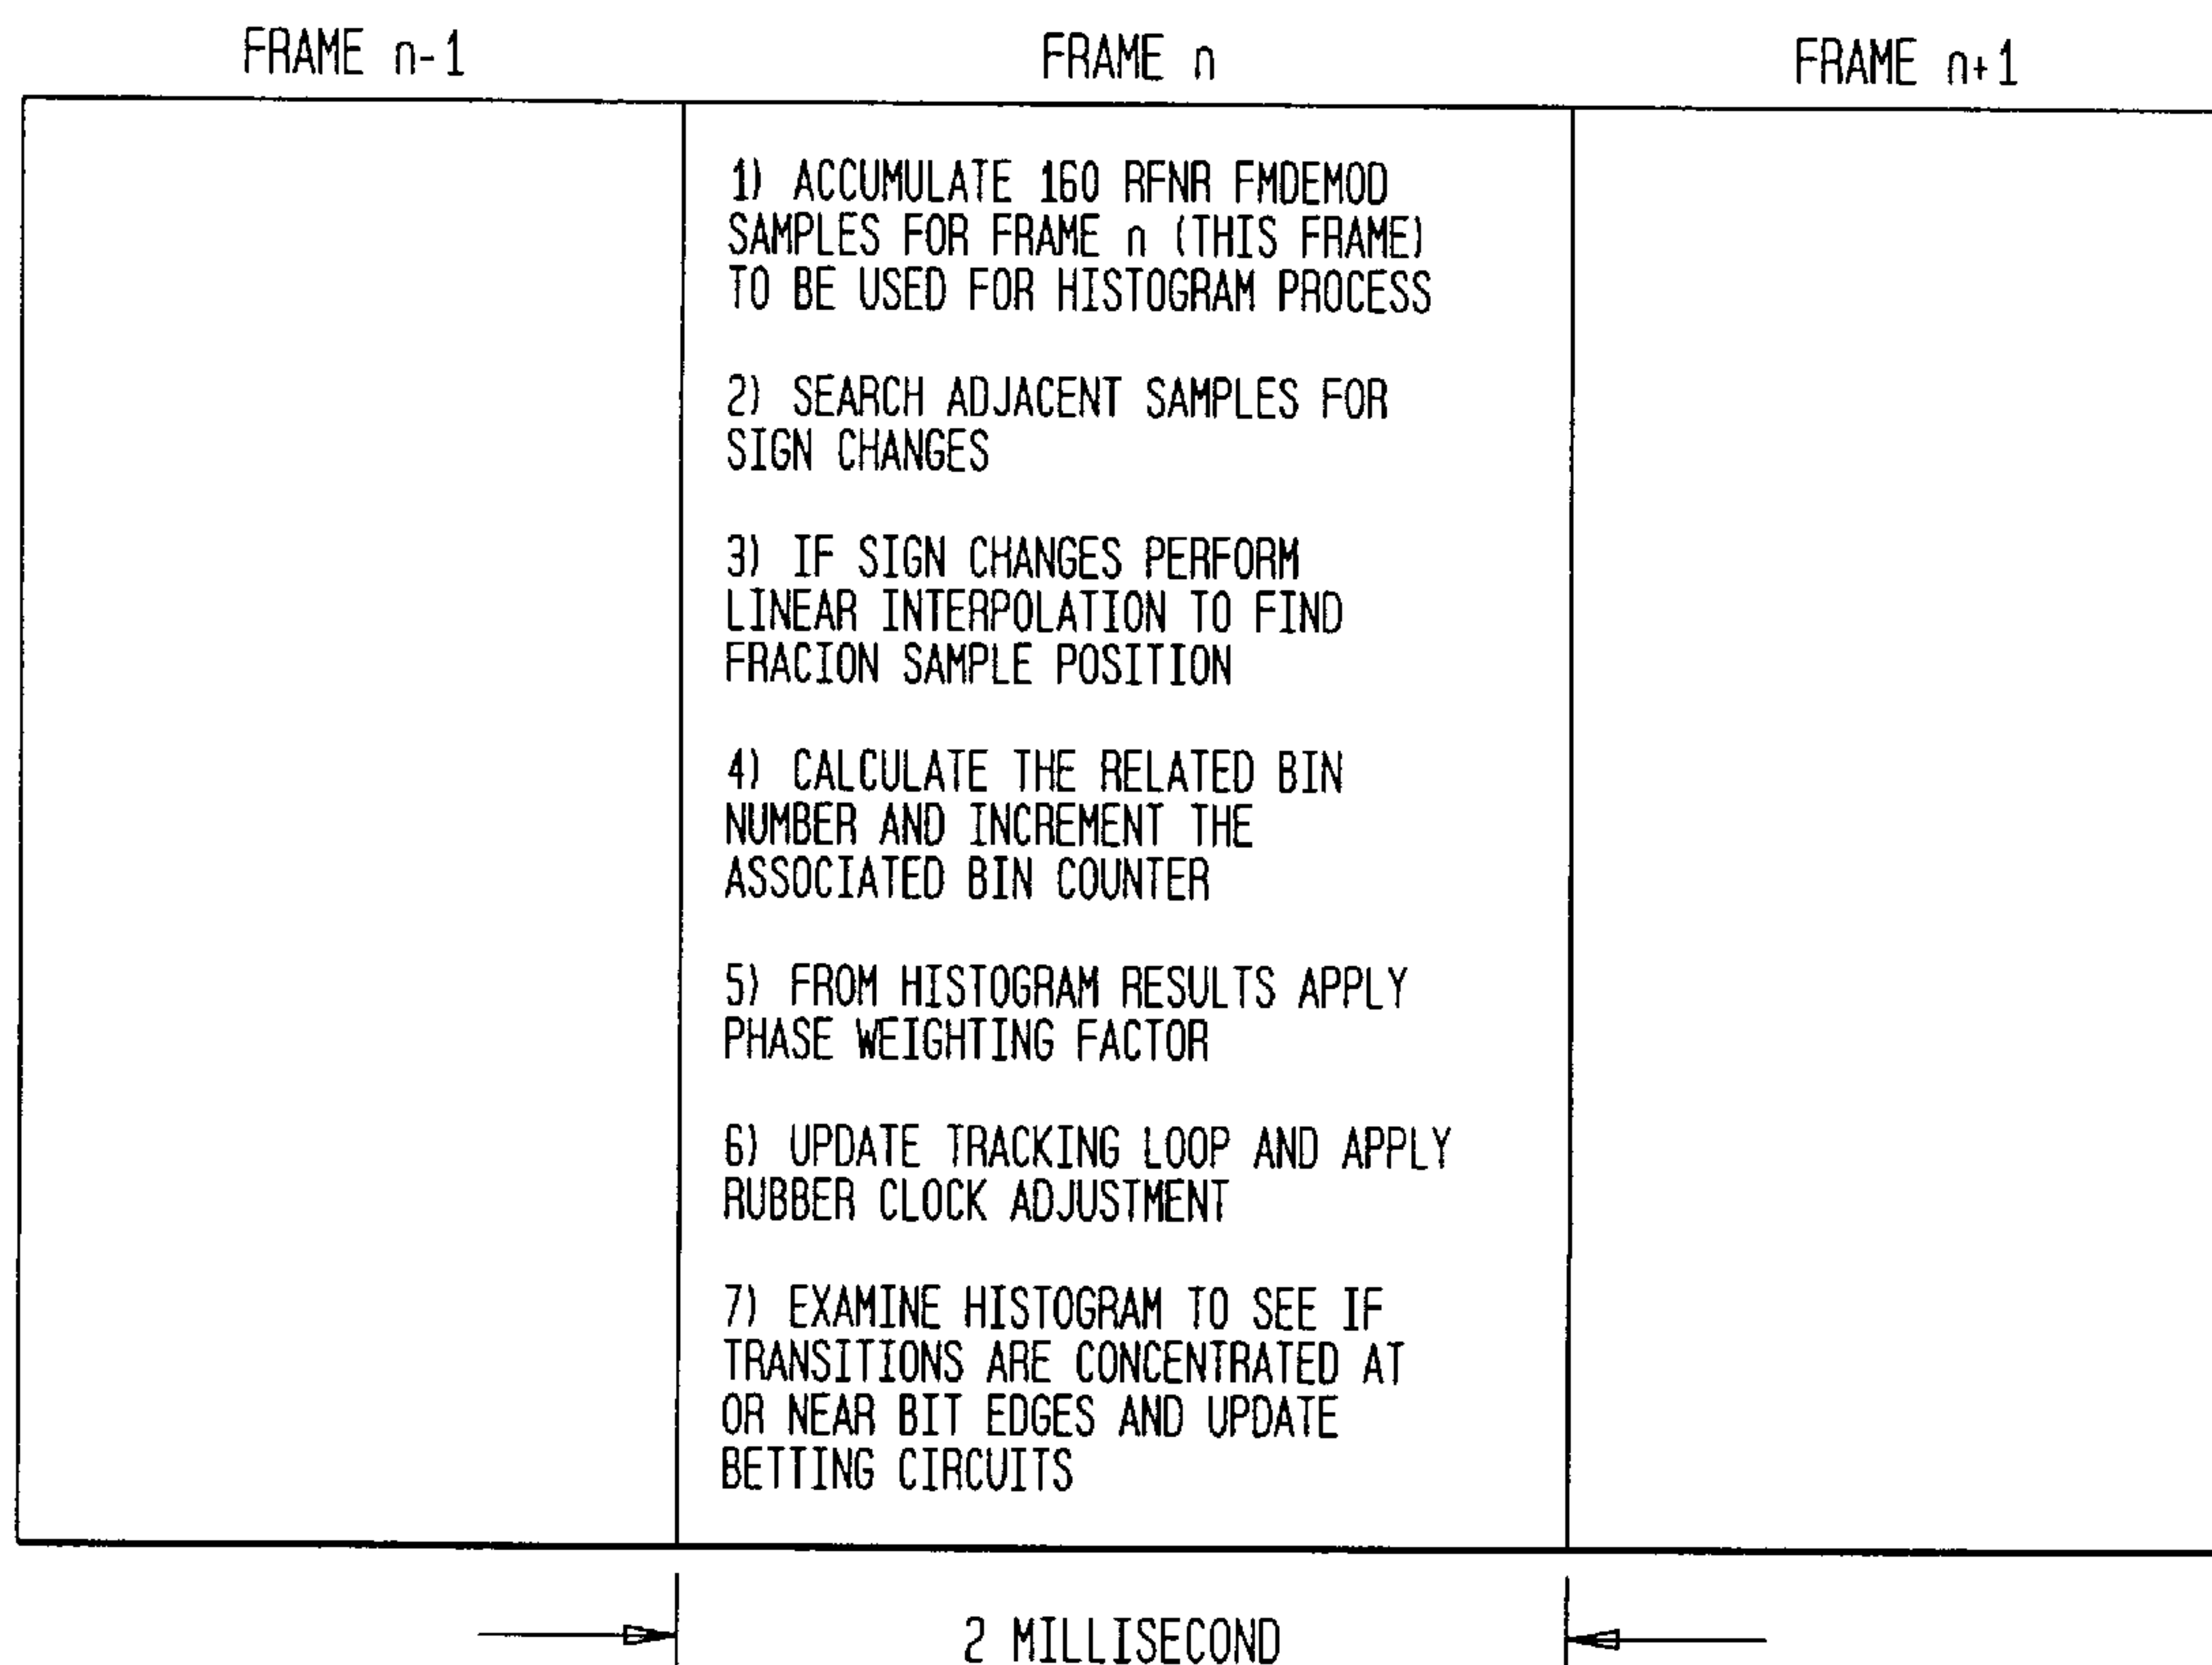 FRAME n-1 FRAME n FRAME n+1
1) ACCUMULATE 160 RFNR FMDEMOD
SAMPLES FOR FRAME n (THIS FRAME)
TO BE USED FOR HISTOGRAM PROCESS
2) SEARCH ADJACENT SAMPLES FOR
SIGN CHANGES
3) IF SIGN CHANGES PERFORM
LINEAR INTERPOLATION TO FIND
FRACION SAMPLE POSITION
4) CALCULATE THE RELATED BIN
NUMBER AND INCREMENT THE
ASSOCIATED BIN COUNTER
5) FROM HISTOGRAM RESULTS APPLY
PHASE WEIGHTING FACTOR
6) UPDATE TRACKING LOOP AND APPLY
RUBBER CLOCK ADJUSTMENT
7) EXAMINE HISTOGRAM TO SEE IF
TRANSITIONS ARE CONCENTRATED AT
OR NEAR BIT EDGES AND UPDATE
BETTING CIRCUITS
2 MILLISECOND